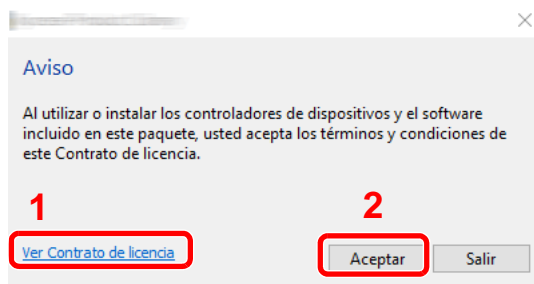 Aviso
Al utilizar o instalar los controladores de dispositivos y el software
incluido en este paquete, usted acepta los términos y condiciones de
este Contrato de licencia.
1
2
Ver Contrato de licencia
Aceptar
Salir